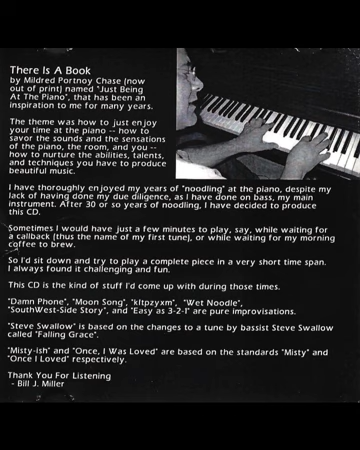 There Is A Book
by Mildred Portnoy Chase (now
out of print) named "Just Being
At The Piano", that has been an
inspiration to me for many years.
The theme was how to just enjoy
your time at the piano -- how to
savor the sounds and the sensations
of the piano, the room, and you --
how to nurture the abilities, talents,
and techniques you have to produce
beautiful music.
I have thoroughly enjoyed my years of "noodling" at the piano, despite my
lack of having done my due diligence, as I have done on bass, my main
instrument. After 30 or so years of noodling, I have decided to produce
this CD.
Sometimes I would have just a few minutes to play, say, while waiting for
a callback (thus the name of my first tune), or while waiting for my morning
coffee to brew.
So I'd sit down and try to play a complete piece in a very short time span.
I always found it challenging and fun.
This CD is the kind of stuff I'd come up with during those times.
"Damn Phone", "Moon Song", "kltpzyxm", "Wet Noodle",
"SouthWest-Side Story", and "Easy as 3-2-1" are pure improvisations.
"Steve Swallow" is based on the changes to a tune by bassist Steve Swallow
called "Falling Grace".
"Misty-ish" and "Once, I Was Loved" are based on the standards "Misty" and
"Once I Loved" respectively.
Thank You For Listening
- Bill J. Miller